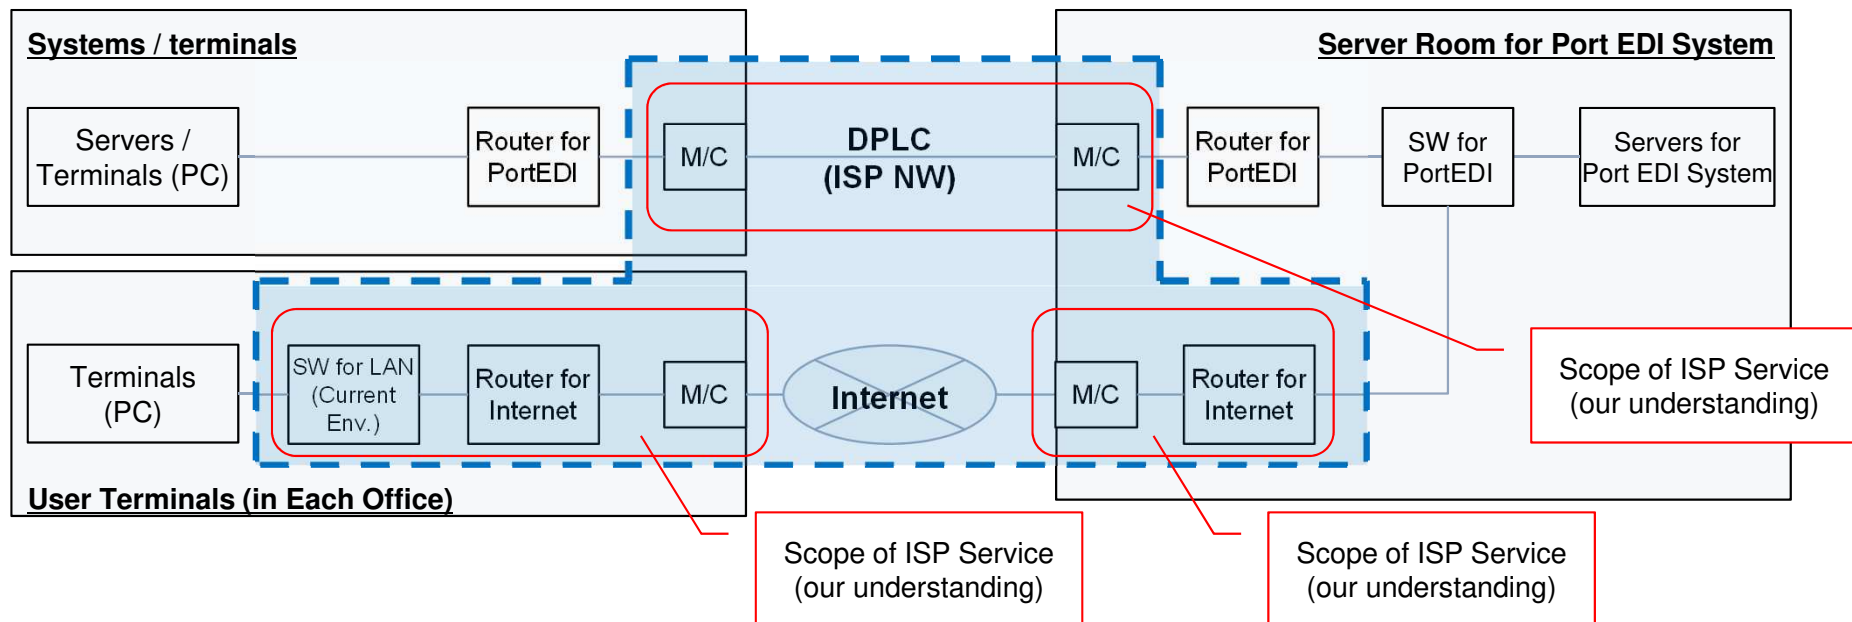 Systems / terminals
Server Room for Port EDI System
Servers /
Terminals (PC)
Router for
PortEDI
M/C
DPLC
(ISP NW)
M/C
Router for
PortEDI
SW for
PortEDI
Servers for
Port EDI System
Terminals
(PC)
SW for LAN
(Current
Env.)
Router for
Internet
M/C
Internet
M/C
Router for
Internet
Scope of ISP Service
(our understanding)
User Terminals (in Each Office)
Scope of ISP Service
(our understanding)
Scope of ISP Service
(our understanding)